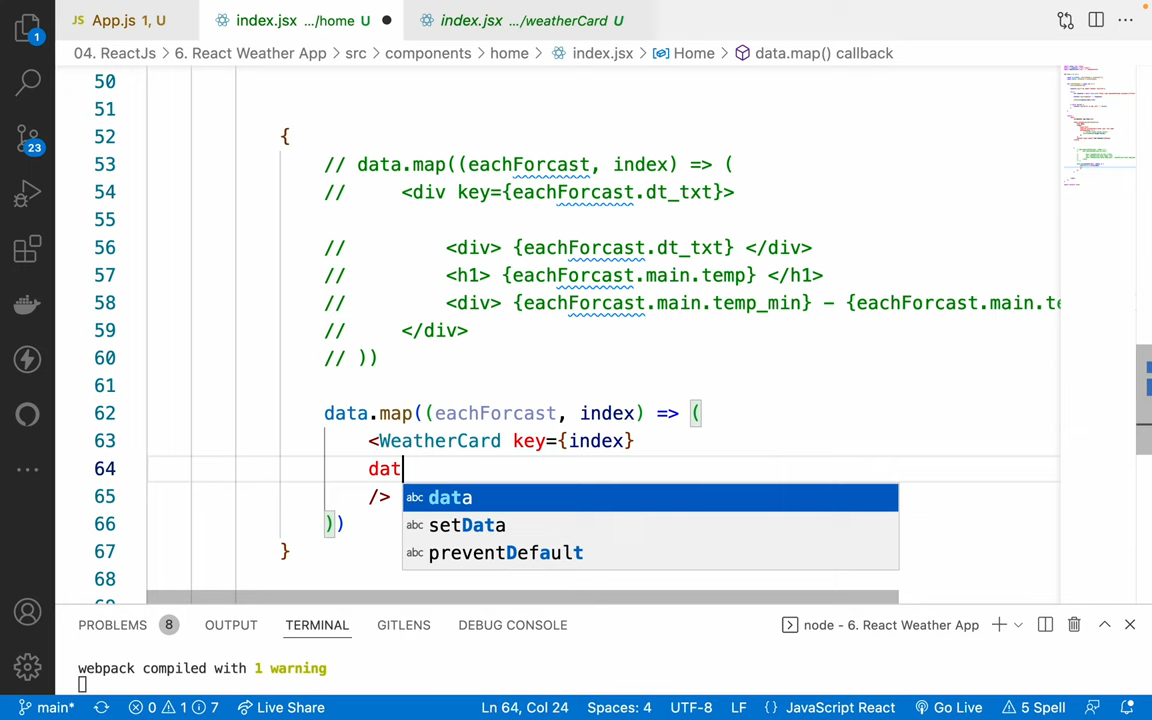 JS App.js 1, U index.jsx .../home U ● index.jsx .../weatherCard U ...
04. ReactJs > 6. React Weather App > src > components > home > index.jsx > Home > data.map() callback
50
51
52 {
53 // data.map((eachForcast, index) => (
54 // <div key={eachForcast.dt_txt}>
55
56 // <div> {eachForcast.dt_txt} </div>
57 // <h1> {eachForcast.main.temp} </h1>
58 // <div> {eachForcast.main.temp_min} - {eachForcast.main.te
59 // </div>
60 // ))
61
62 data.map((eachForcast, index) => (
63 <WeatherCard key={index}
64 dat
65 />
66 ))
67 }
68
abc data
abc setData
abc preventDefault
1
23
PROBLEMS 8 OUTPUT TERMINAL GITLENS DEBUG CONSOLE node - 6. React Weather App
webpack compiled with 1 warning
main* 0 1 7 Live Share Ln 64, Col 24 Spaces: 4 UTF-8 LF {} JavaScript React Go Live 5 Spell